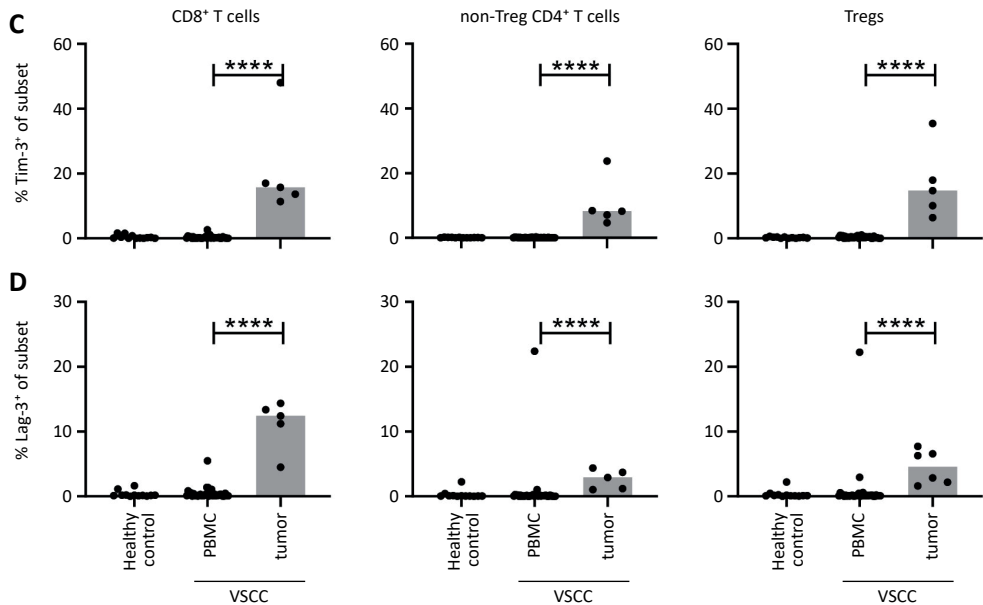 C
CD8⁺ T cells
non-Treg CD4⁺ T cells
Tregs
% Tim-3⁺ of subset
60
40
20
0
****
60
40
20
0
****
60
40
20
0
****
D
% Lag-3⁺ of subset
30
20
10
0
****
30
20
10
0
****
30
20
10
0
****
Healthy
control
PBMC
tumor
VSCC
Healthy
control
PBMC
tumor
VSCC
Healthy
control
PBMC
tumor
VSCC